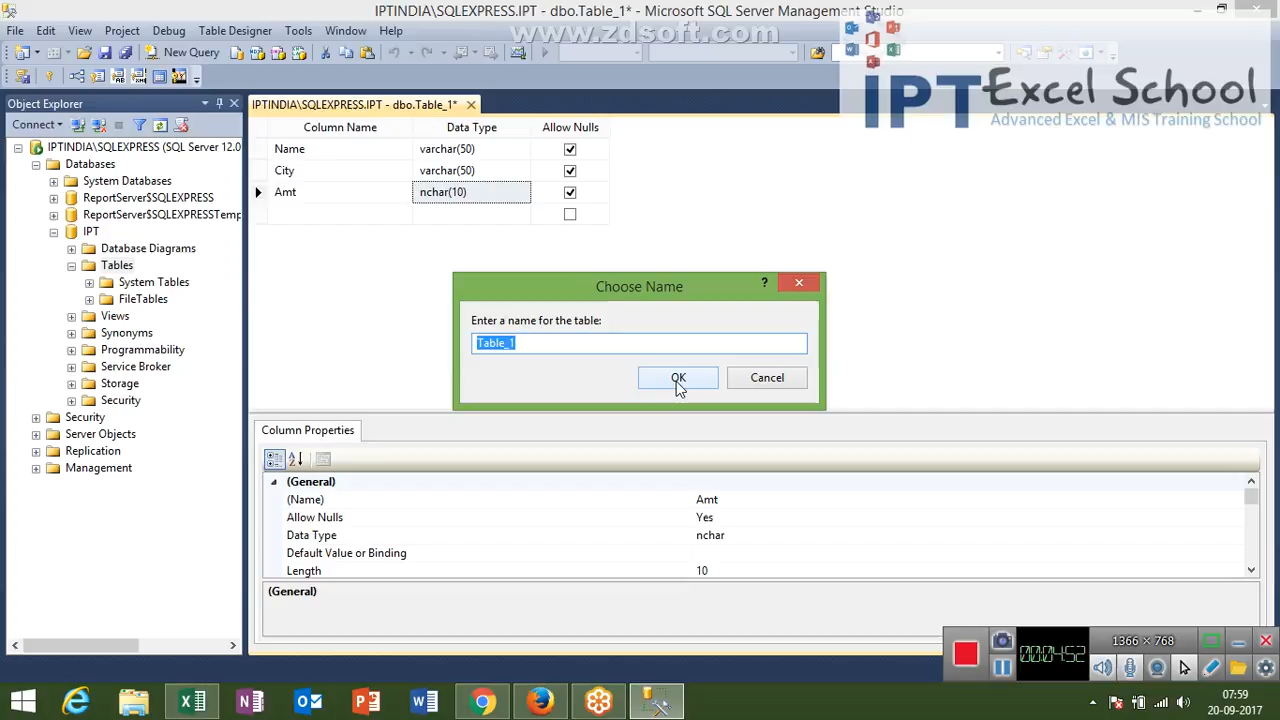 IPTINDIA\SQLEXPRESS.IPT - dbo.Table_1* - Microsoft SQL Server Management Studio
www.zdsoft.com
File Edit View Project Debug Table Designer Tools Window Help
New Query
IPT Excel School
Advanced Excel & MIS Training School
Object Explorer
IPTINDIA\SQLEXPRESS.IPT - dbo.Table_1*
Connect
Column Name Data Type Allow Nulls
IPTINDIA\SQLEXPRESS (SQL Server 12.0
Name varchar(50)
Databases
City varchar(50)
System Databases
Amt nchar(10)
ReportServer$SQLEXPRESS
ReportServer$SQLEXPRESSTemp
IPT
Database Diagrams
Tables
System Tables
FileTables
Views
Synonyms
Programmability
Service Broker
Storage
Security
Security
Server Objects
Replication
Management
Choose Name
?
Enter a name for the table:
Table_1
OK Cancel
Column Properties
(General)
(Name) Amt
Allow Nulls Yes
Data Type nchar
Default Value or Binding
Length 10
(General)
1366 × 768
00:04:52
07:59
20-09-2017